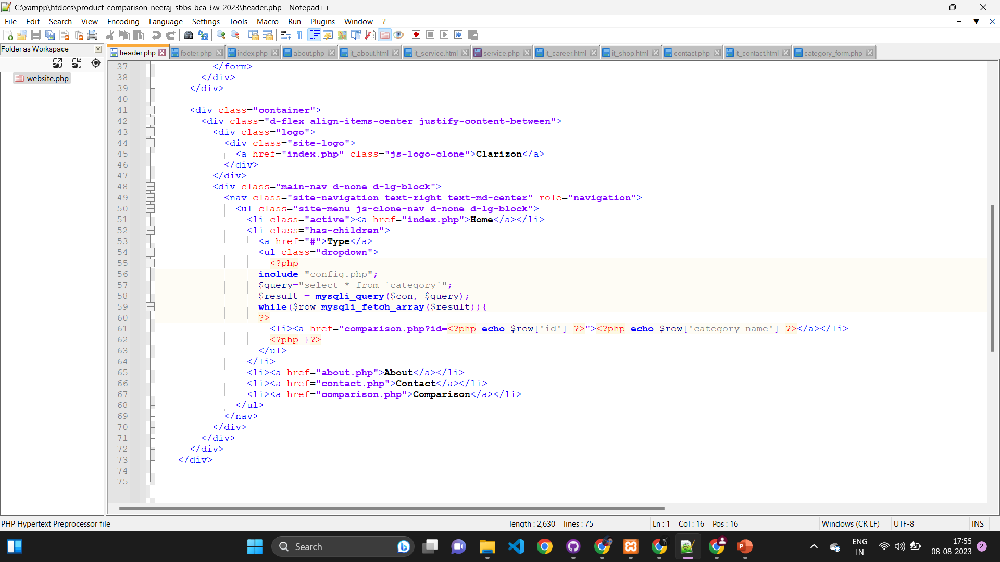 C:\xampp\htdocs\product_comparison_neeraj_sbbs_bca_6w_2023\header.php - Notepad++
File Edit Search View Encoding Language Settings Tools Macro Run Plugins Window ?
Folder as Workspace
header.php footer.php index.php about.php it_about.html it_service.html service.php it_career.html it_shop.html contact.php it_contact.html category_form.php
website.php
37 </form>
38 </div>
39 </div>
40
41 <div class="container">
42 <div class="d-flex align-items-center justify-content-between">
43 <div class="logo">
44 <div class="site-logo">
45 <a href="index.php" class="js-logo-clone">Clarizon</a>
46 </div>
47 </div>
48 <div class="main-nav d-none d-lg-block">
49 <nav class="site-navigation text-right text-md-center" role="navigation">
50 <ul class="site-menu js-clone-nav d-none d-lg-block">
51 <li class="active"><a href="index.php">Home</a></li>
52 <li class="has-children">
53 <a href="#">Type</a>
54 <ul class="dropdown">
55 <?php
56 include "config.php";
57 $query="select * from `category`";
58 $result = mysqli_query($con, $query);
59 while($row=mysqli_fetch_array($result)){
60 ?>
61 <li><a href="comparison.php?id=<?php echo $row['id'] ?>"><?php echo $row['category_name'] ?></a></li>
62 <?php }?>
63 </ul>
64 </li>
65 <li><a href="about.php">About</a></li>
66 <li><a href="contact.php">Contact</a></li>
67 <li><a href="comparison.php">Comparison</a></li>
68 </ul>
69 </nav>
70 </div>
71 </div>
72 </div>
73 </div>
74
75
PHP Hypertext Preprocessor file length : 2,630 lines : 75 Ln : 1 Col : 16 Pos : 16 Windows (CR LF) UTF-8 INS
Search
ENG
IN
17:55
08-08-2023
2